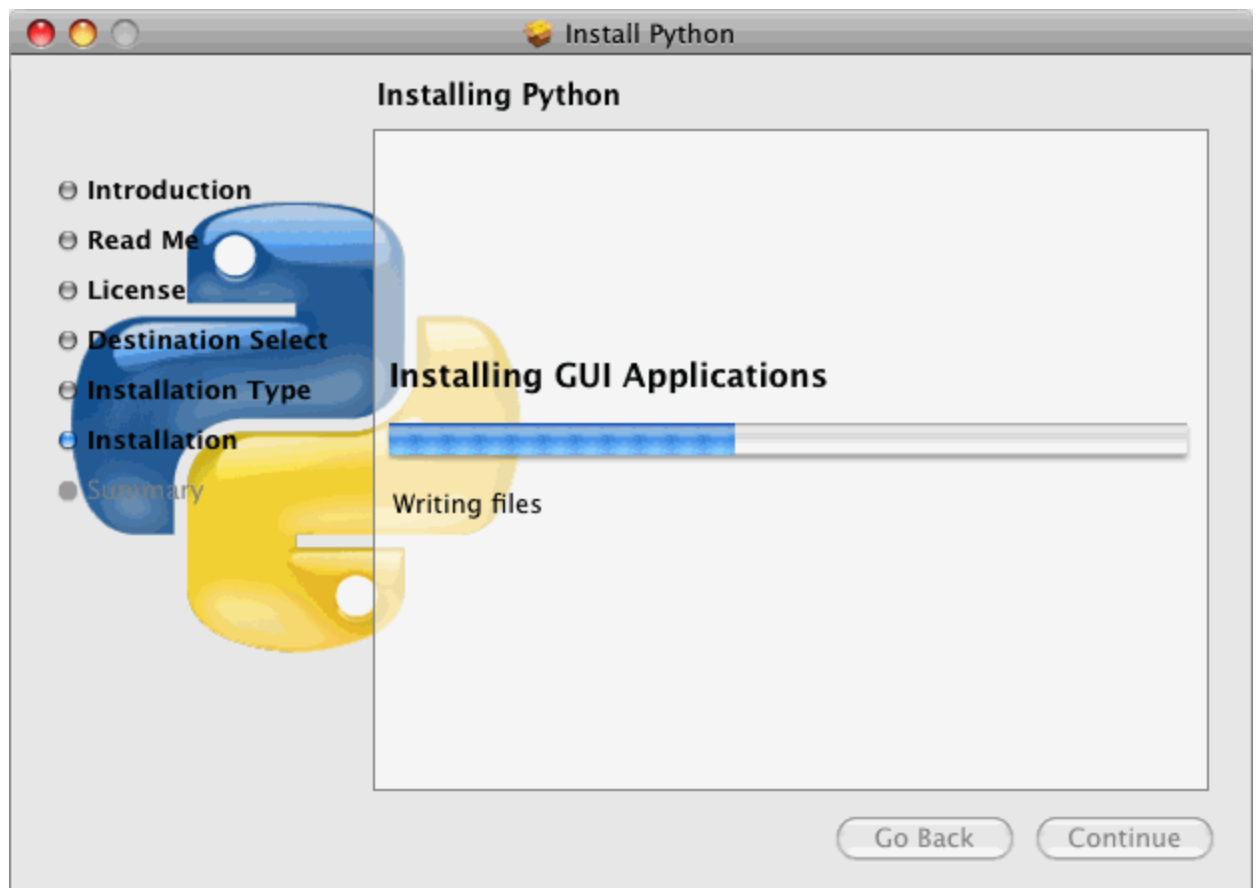 Install Python
Installing Python
Introduction
Read Me
License
Destination Select
Installation Type
Installation
Summary
Installing GUI Applications
Writing files
Go Back
Continue